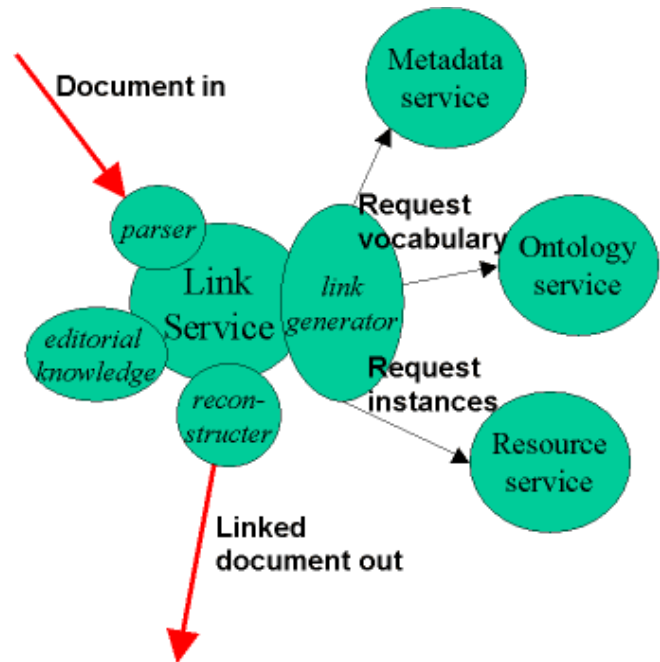 Document in
Metadata
service
parser
Request
vocabulary
Ontology
service
Link
Service
link
generator
editorial
knowledge
Request
instances
recon-
structer
Resource
service
Linked
document out